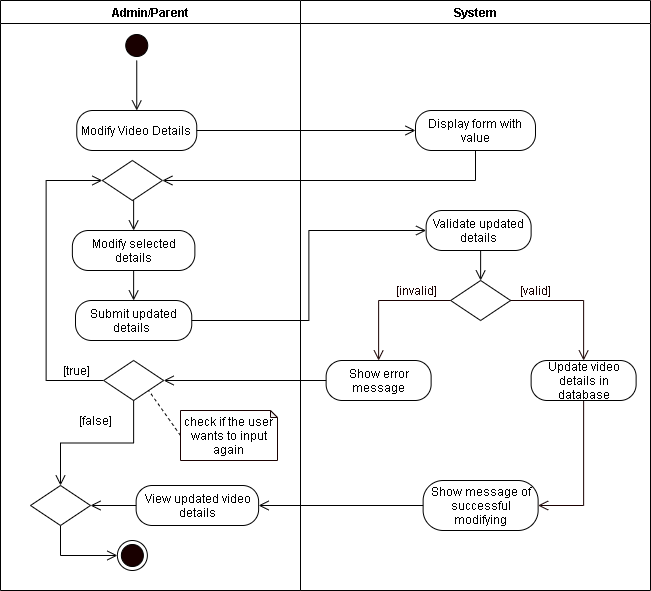 Admin/Parent
System
Modify Video Details
Display form with
value
Modify selected
details
Validate updated
details
Submit updated
details
[invalid]
[valid]
[true]
Show error
message
Update video
details in
database
[false]
check if the user
wants to input
again
View updated video
details
Show message of
successful
modifying